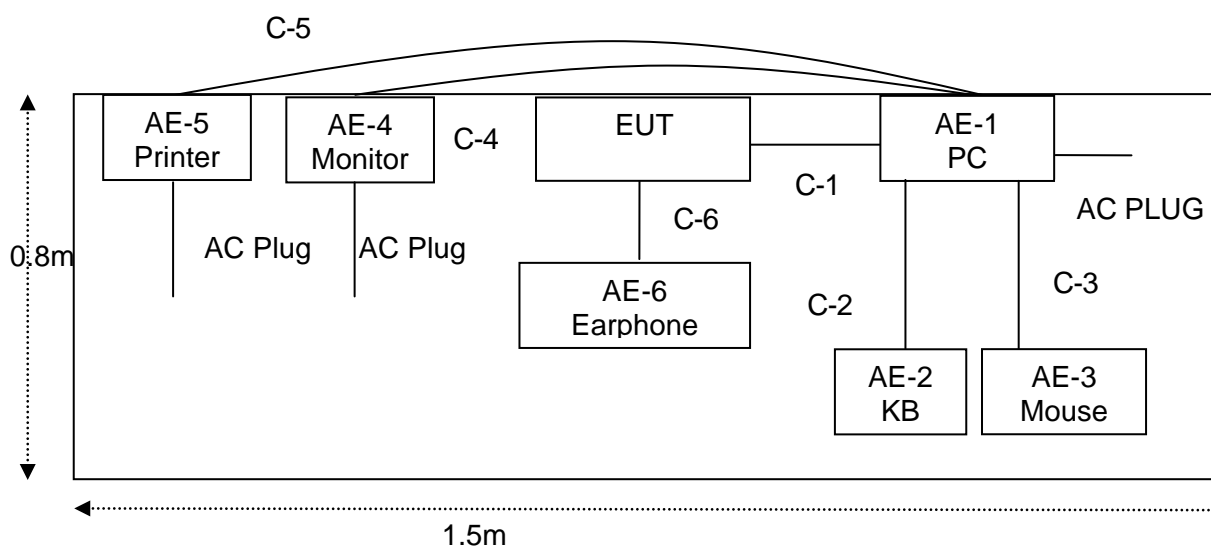 C-5
AE-5
Printer
AE-4
Monitor
C-4
EUT
AE-1
PC
C-1
AC PLUG
C-6
AC Plug
AC Plug
0.8m
AE-6
Earphone
C-2
C-3
AE-2
KB
AE-3
Mouse
1.5m